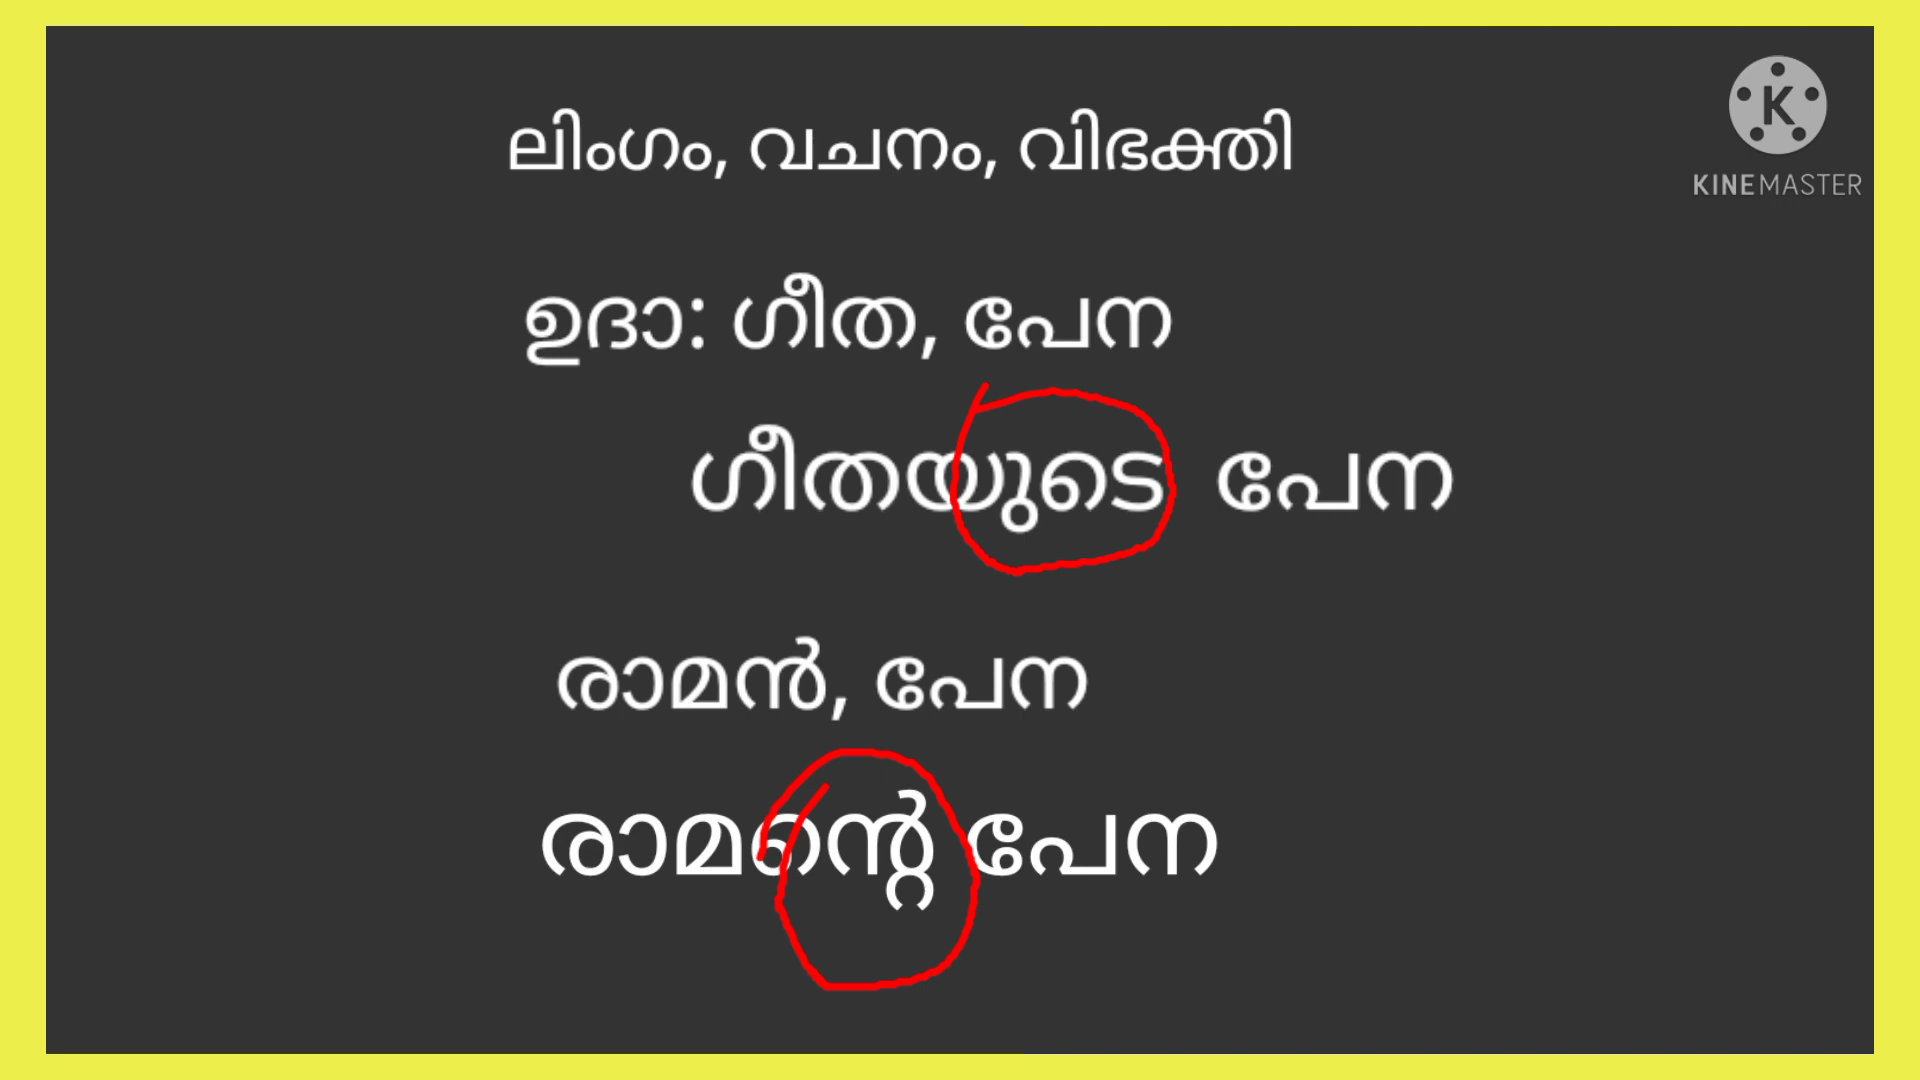 ലിംഗം, വചനം, വിഭക്തി
KINEMASTER
ഉദാ: ഗീത, പേന
ഗീതയുടെ പേന
രാമൻ, പേന
രാമന്റെ പേന